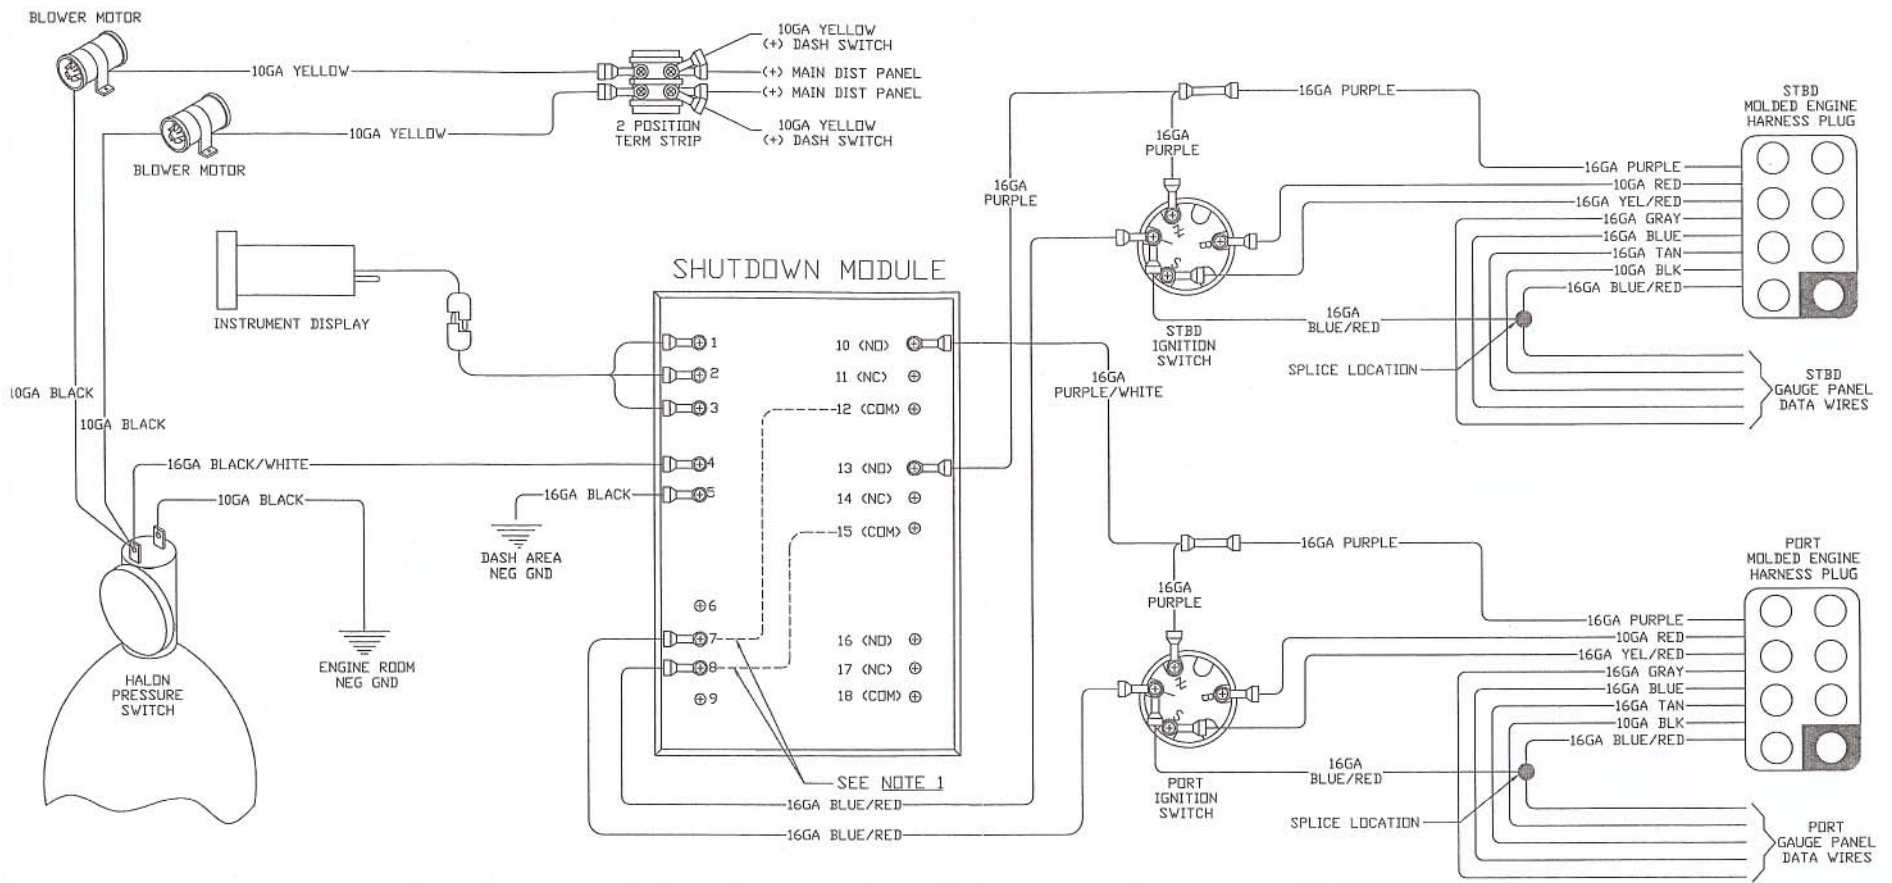 BLOWER MOTOR
10GA YELLOW
10GA YELLOW
(+) DASH SWITCH
(+) MAIN DIST PANEL
(+) MAIN DIST PANEL
10GA YELLOW
(+) DASH SWITCH
2 POSITION
TERM STRIP
10GA YELLOW
BLOWER MOTOR
INSTRUMENT DISPLAY
10GA BLACK
10GA BLACK
16GA BLACK/WHITE
10GA BLACK
16GA BLACK
DASH AREA
NEG GND
ENGINE ROOM
NEG GND
HALON
PRESSURE
SWITCH
SHUTDOWN MODULE
1
2
3
4
5
6
7
8
9
10 (NO)
11 (NC)
12 (COM)
13 (NO)
14 (NC)
15 (COM)
16 (NO)
17 (NC)
18 (COM)
SEE NOTE 1
16GA BLUE/RED
16GA BLUE/RED
16GA
PURPLE
16GA
PURPLE/WHITE
16GA PURPLE
16GA
PURPLE
N
I
B
S
STBD
IGNITION
SWITCH
16GA
BLUE/RED
SPLICE LOCATION
STBD
MOLDED ENGINE
HARNESS PLUG
16GA PURPLE
10GA RED
16GA YEL/RED
16GA GRAY
16GA BLUE
16GA TAN
10GA BLK
16GA BLUE/RED
STBD
GAUGE PANEL
DATA WIRES
16GA PURPLE
16GA
PURPLE
N
I
B
S
PORT
IGNITION
SWITCH
16GA
BLUE/RED
SPLICE LOCATION
PORT
MOLDED ENGINE
HARNESS PLUG
16GA PURPLE
10GA RED
16GA YEL/RED
16GA GRAY
16GA BLUE
16GA TAN
10GA BLK
16GA BLUE/RED
PORT
GAUGE PANEL
DATA WIRES